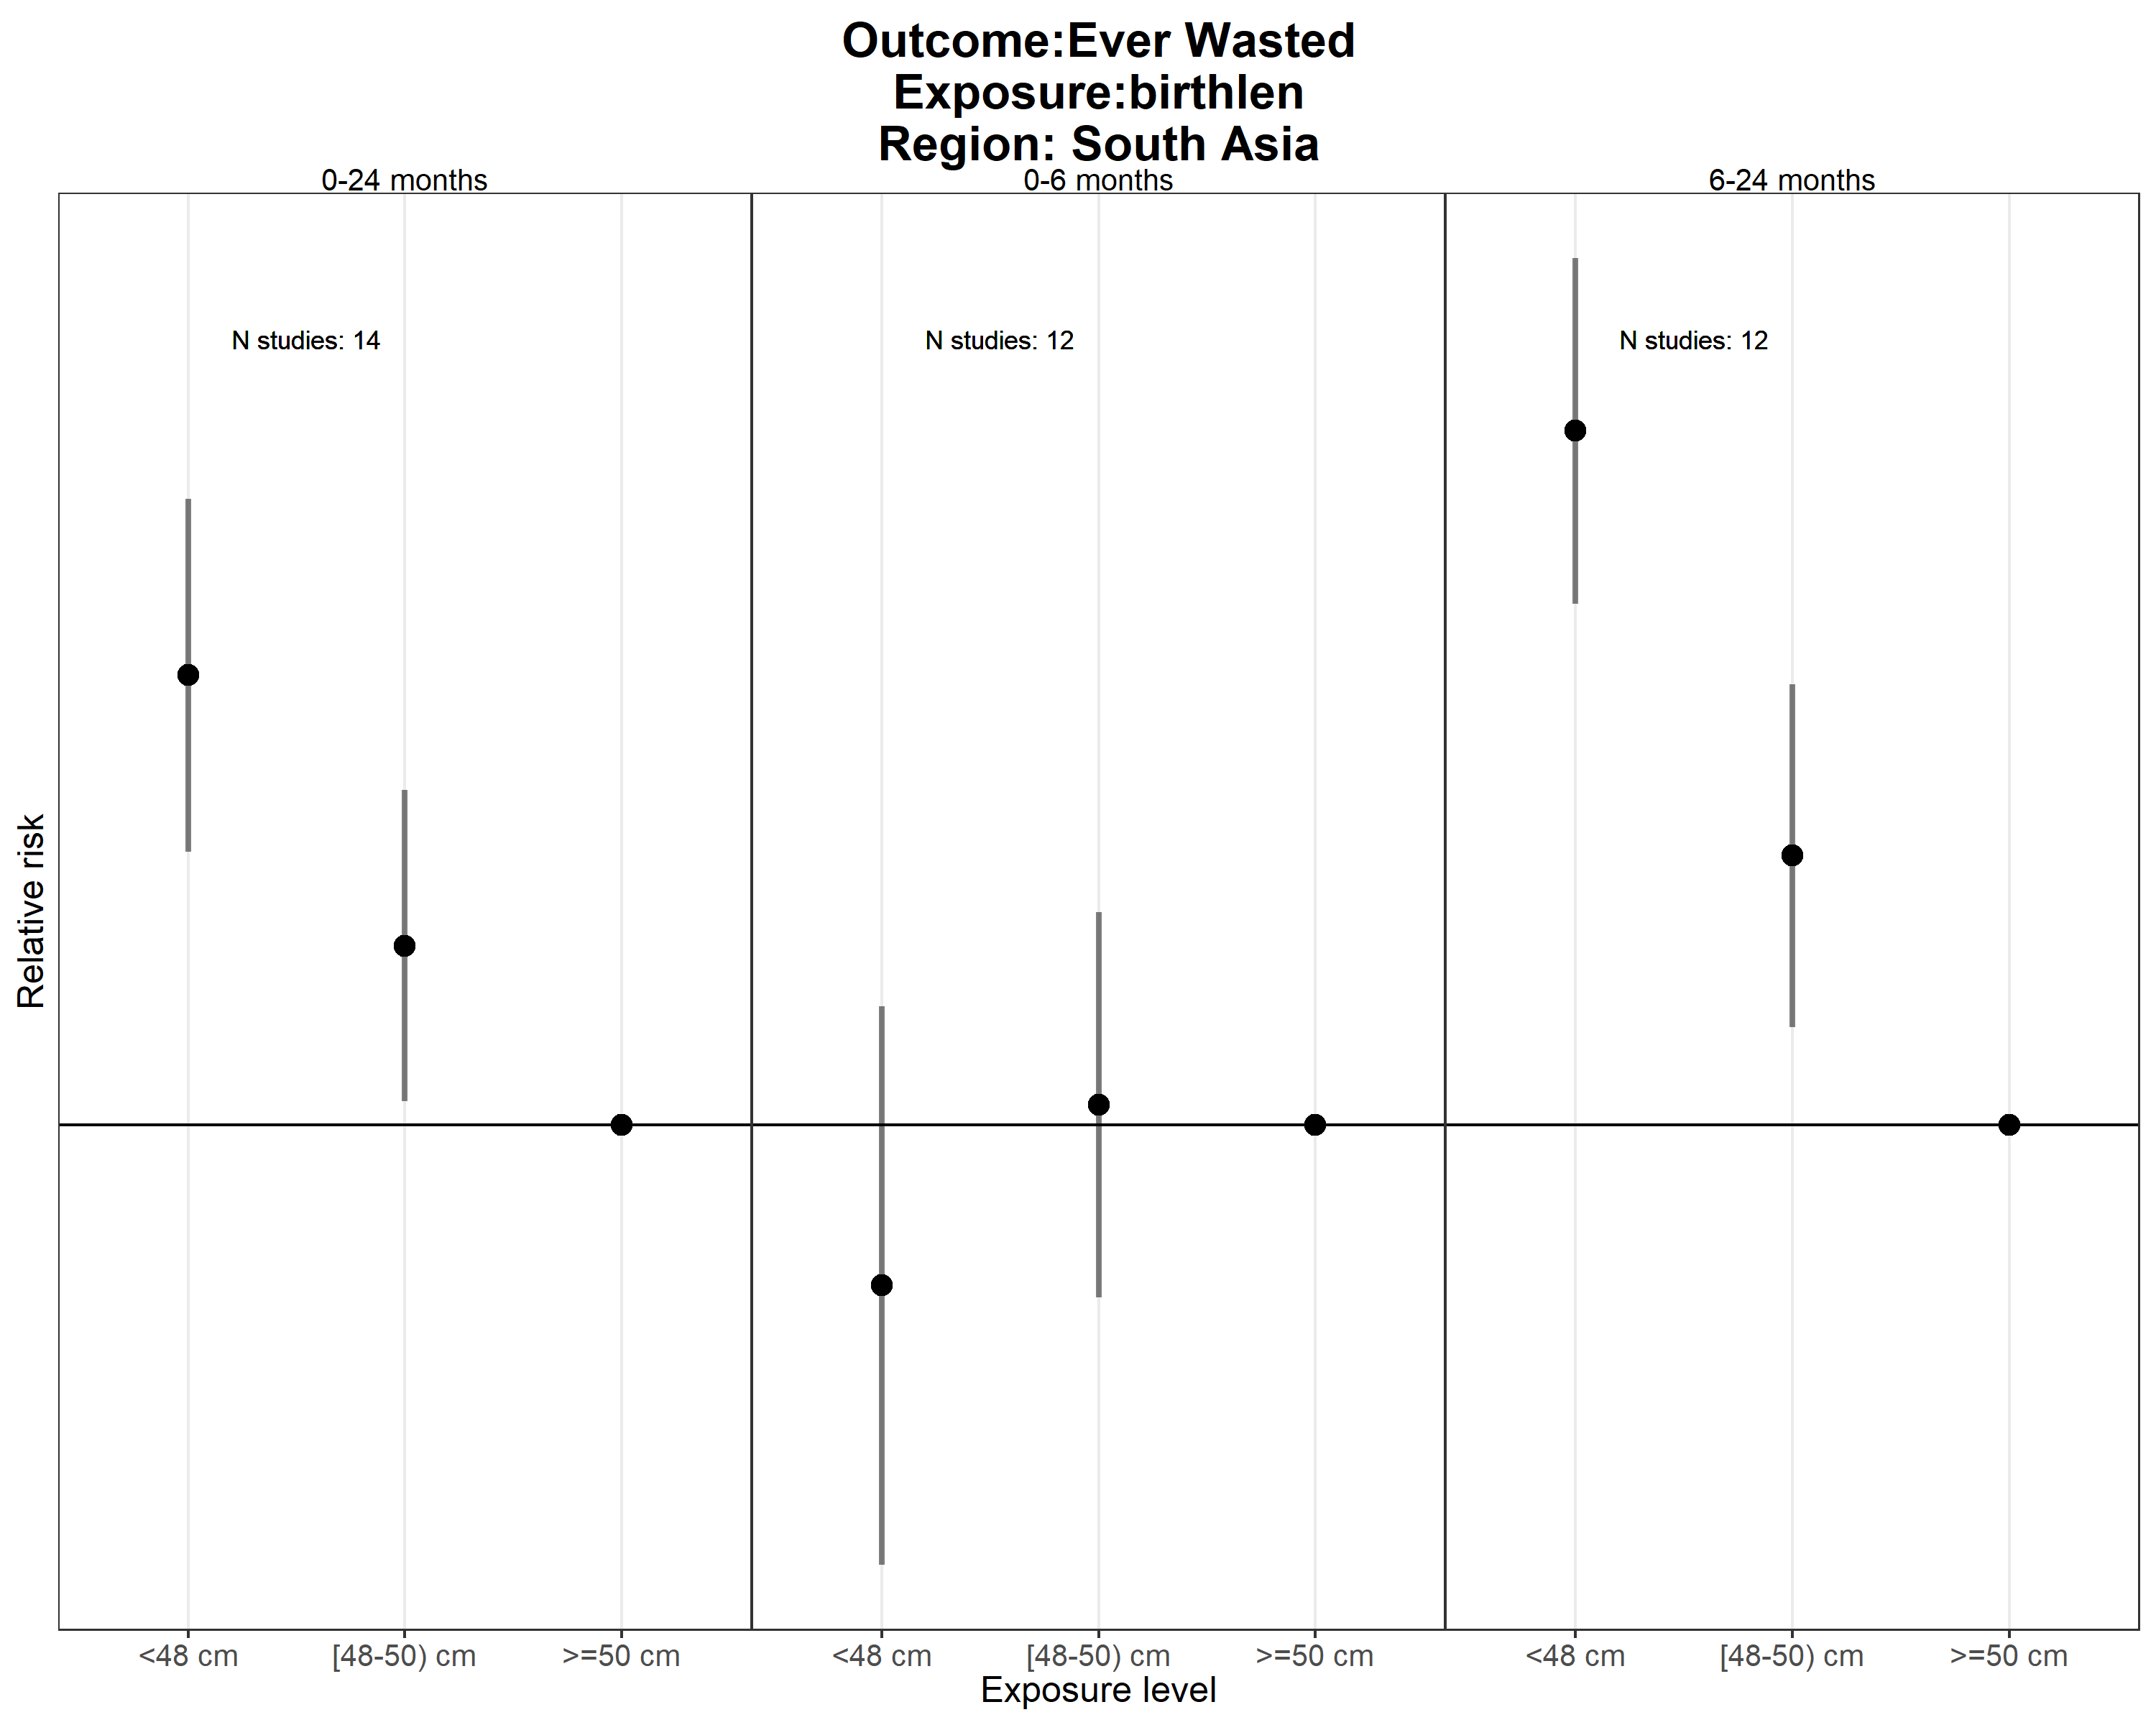 Outcome:Ever Wasted
Exposure:birthlen
Region: South Asia
0-24 months
0-6 months
6-24 months
N studies: 14
N studies: 12
N studies: 12
Relative risk
<48 cm
[48-50) cm
>=50 cm
<48 cm
[48-50) cm
>=50 cm
<48 cm
[48-50) cm
>=50 cm
Exposure level